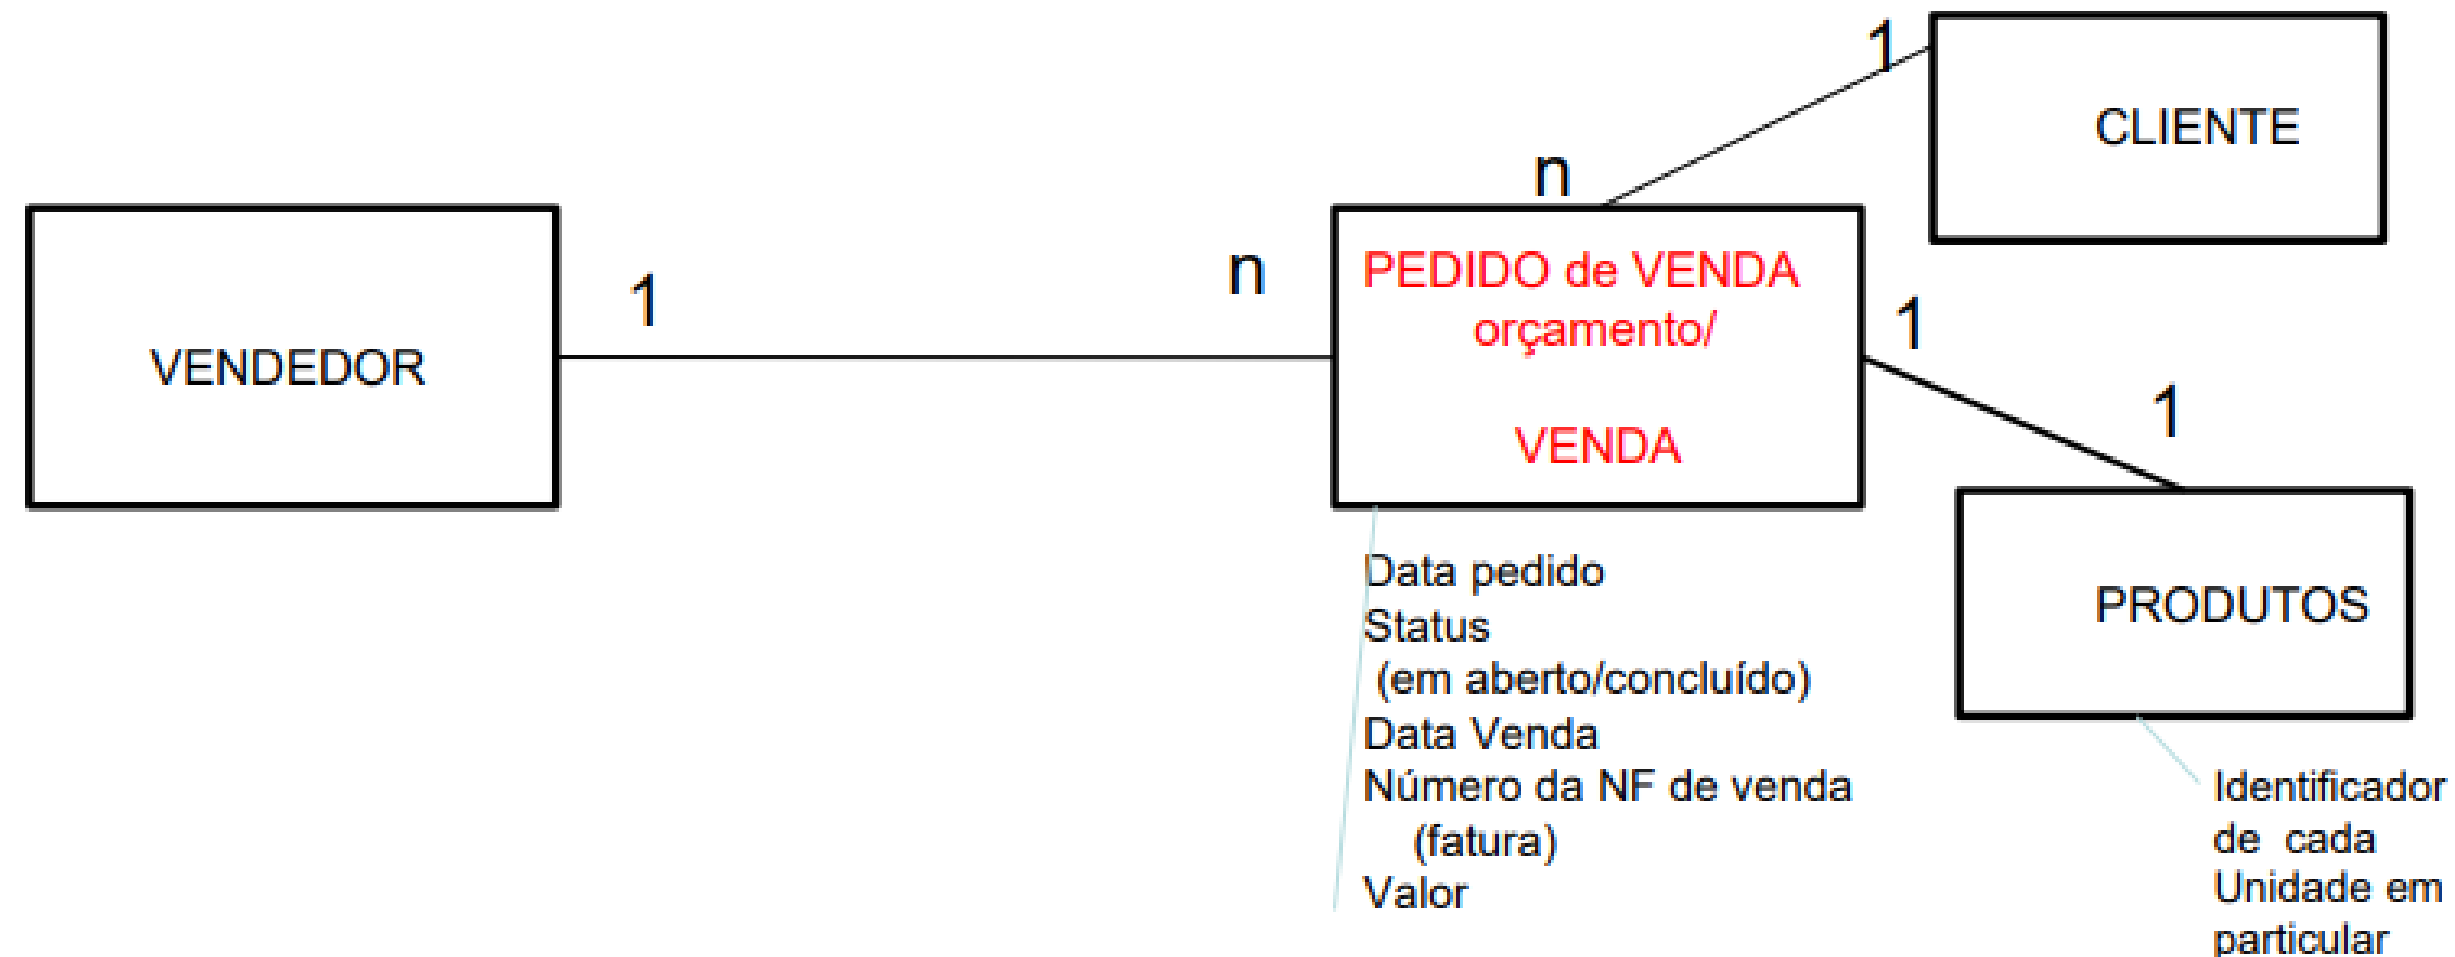 1
CLIENTE
n
VENDEDOR
1
n
PEDIDO de VENDA
orçamento/
VENDA
1
1
PRODUTOS
Data pedido
Status
(em aberto/concluído)
Data Venda
Número da NF de venda
(fatura)
Valor
Identificador
de cada
Unidade em
particular